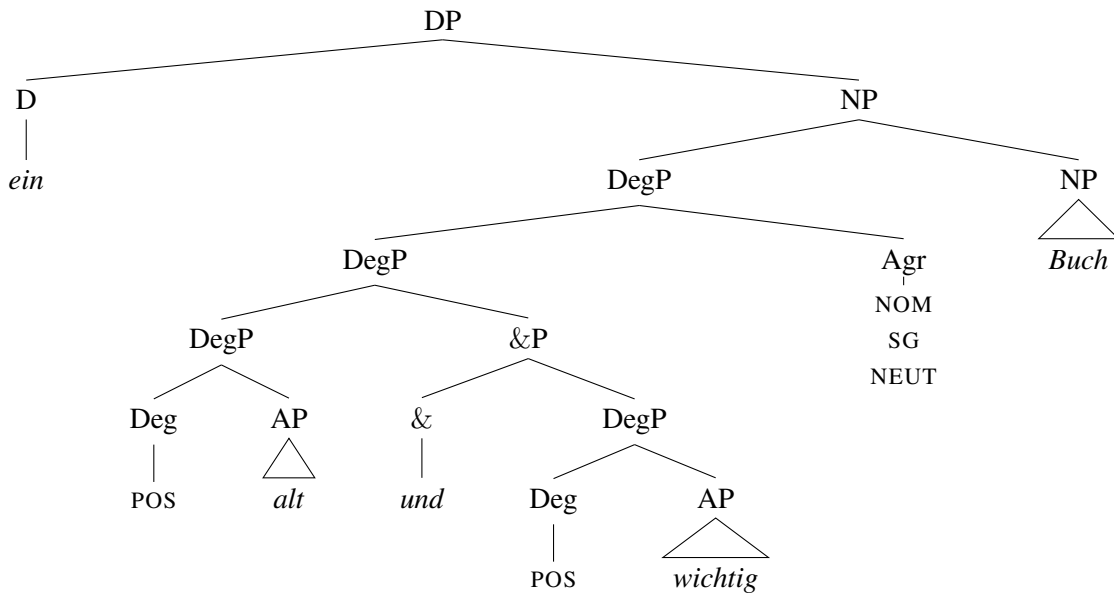 DP
D NP
ein DegP NP
DegP Agr Buch
NOM
DegP &P SG
NEUT
Deg AP & DegP
POS alt und Deg AP
POS wichtig